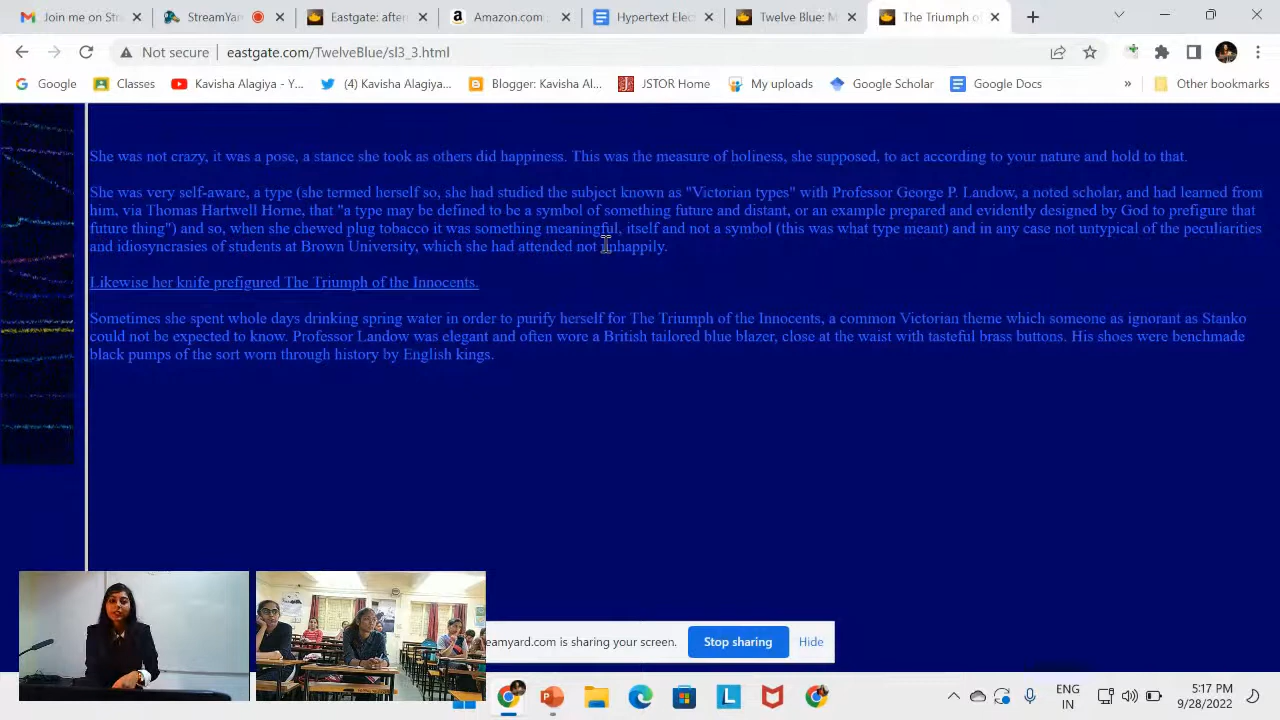 Join m
StreamYar
Eastgate: after
Amazon.com
Hypertext Elec
Twelve Blue: M
The Triumph of
Not secure
eastgate.com/TwelveBlue/sl3_3.html
Google
Classes
Kavisha Alagiya - Y...
(4) Kavisha Alagiya...
Blogger: Kavisha Al...
JSTOR Home
My uploads
Google Scholar
Google Docs
»
Other bookmarks
She was not crazy, it was a pose, a stance she took as others did happiness. This was the measure of holiness, she supposed, to act according to your nature and hold to that.
She was very self-aware, a type (she termed herself so, she had studied the subject known as "Victorian types" with Professor George P. Landow, a noted scholar, and had learned from
him, via Thomas Hartwell Horne, that "a type may be defined to be a symbol of something future and distant, or an example prepared and evidently designed by God to prefigure that
future thing") and so, when she chewed plug tobacco it was something meaningful, itself and not a symbol (this was what type meant) and in any case not untypical of the peculiarities
and idiosyncrasies of students at Brown University, which she had attended not unhappily.
Likewise her knife prefigured The Triumph of the Innocents.
Sometimes she spent whole days drinking spring water in order to purify herself for The Triumph of the Innocents, a common Victorian theme which someone as ignorant as Stanko
could not be expected to know. Professor Landow was elegant and often wore a British tailored blue blazer, close at the waist with tasteful brass buttons. His shoes were benchmade
black pumps of the sort worn through history by English kings.
eamyard.com is sharing your screen.
Stop sharing
Hide
ENG
IN
5:17 PM
9/28/2022